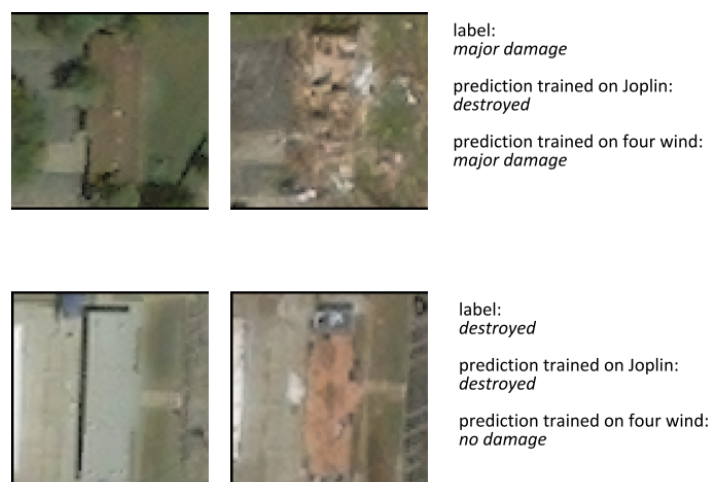 label:
major damage
prediction trained on Joplin:
destroyed
prediction trained on four wind:
major damage
label:
destroyed
prediction trained on Joplin:
destroyed
prediction trained on four wind:
no damage